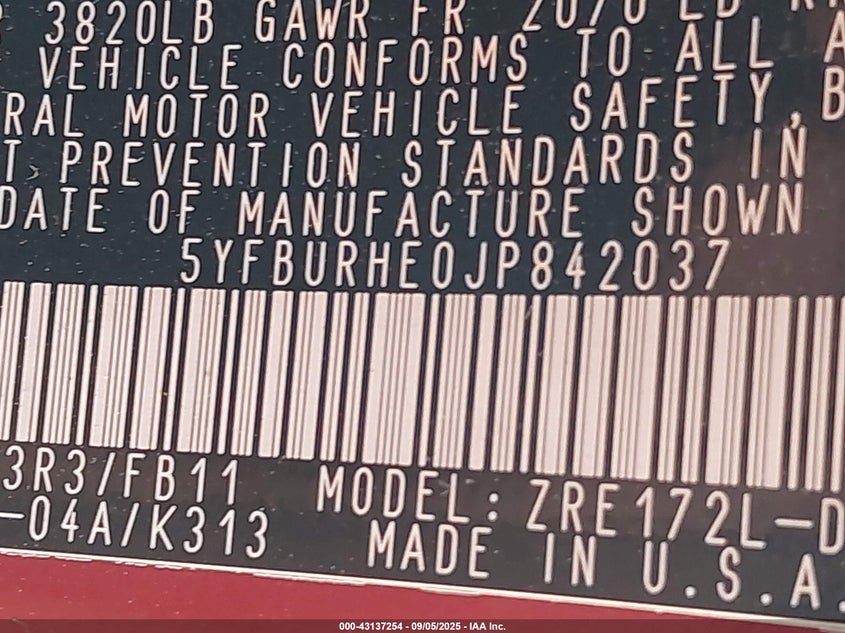 3820LB GAWR FR 2070LB
VEHICLE CONFORMS TO ALL
RAL MOTOR VEHICLE SAFETY, B
T PREVENTION STANDARDS IN
DATE OF MANUFACTURE SHOWN
5YFBURHE0JP842037
3R3/FB11 MODEL: ZRE172L-D
-04A/K313 MADE IN U.S.A.
000-43137254 - 09/05/2025 - IAA Inc.